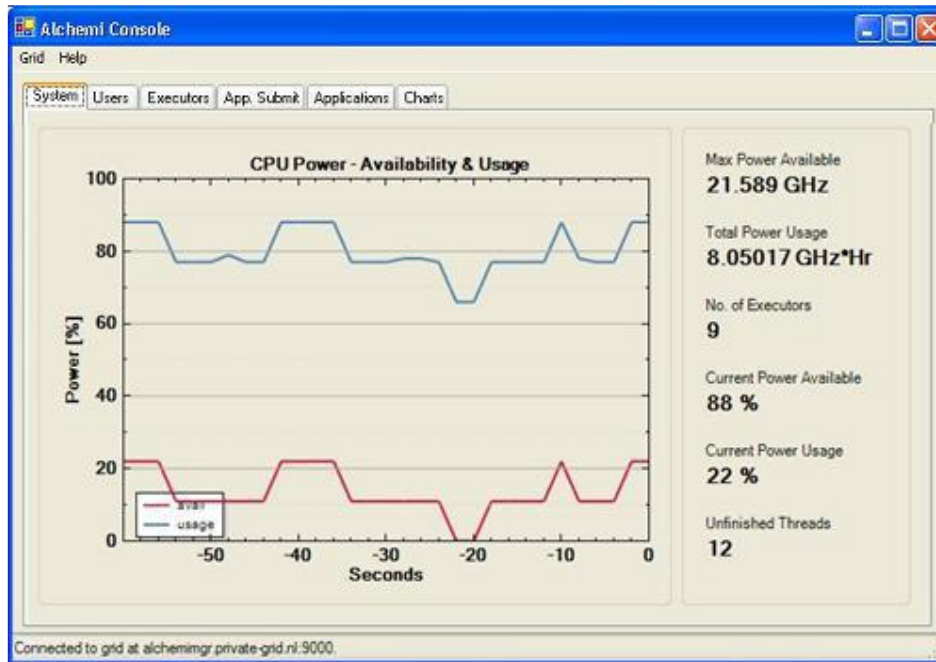 Alchemi Console
Grid Help
System Users Executors App. Submit Applications Charts
CPU Power - Availability & Usage
100
80
60
40
20
0
Power [%]
-50 -40 -30 -20 -10 0
Seconds
avail
usage
Max Power Available
21.589 GHz
Total Power Usage
8.05017 GHz*Hr
No. of Executors
9
Current Power Available
88 %
Current Power Usage
22 %
Unfinished Threads
12
Connected to grid at alchemimgr.private-grid.nl:9000.